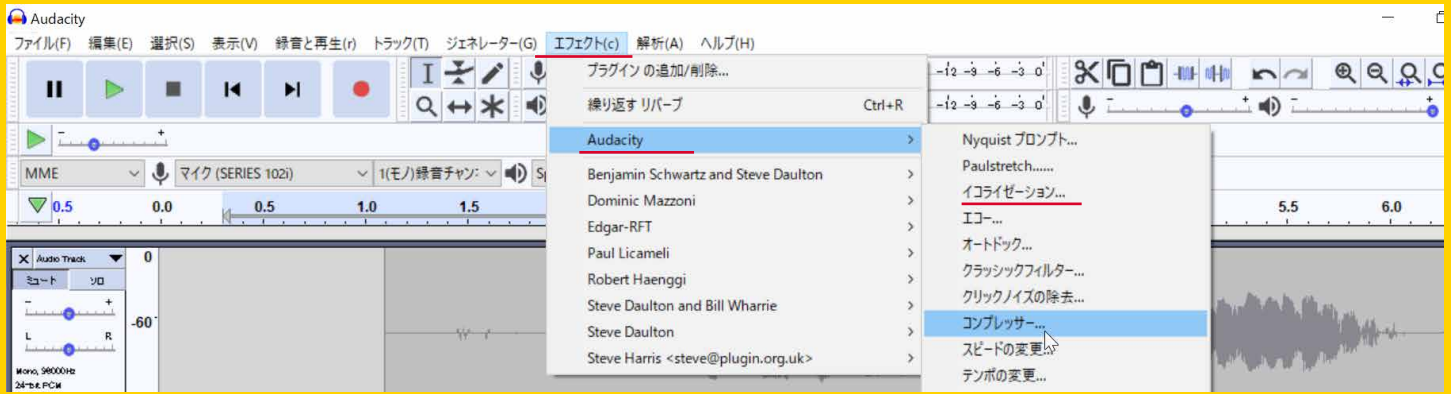 Audacity
ファイル(F) 編集(E) 選択(S) 表示(V) 録音と再生(r) トラック(T) ジェネレーター(G) エフェクト(c) 解析(A) ヘルプ(H)
プラグイン の追加/削除...
-12 -9 -6 -3 0
繰り返す リバーブ Ctrl+R
-12 -9 -6 -3 0
Audacity
MME マイク (SERIES 102i) 1(モノ)録音チャン
0.5 0.0 0.5 1.0 1.5
5.5 6.0
Benjamin Schwartz and Steve Daulton
Dominic Mazzoni
Edgar-RFT
Paul Licameli
Robert Haenggi
Steve Daulton and Bill Wharrie
Steve Daulton
Steve Harris <steve@plugin.org.uk>
Nyquist プロンプト...
Paulstretch......
イコライゼーション...
エコー...
オートドック...
クラッシックフィルター...
クリックノイズの除去...
コンプレッサー...
スピードの変更...
テンポの変更...
Audio Track
ミュート ソロ
- +
L R
Mono, 96000Hz
24-bit PCM
0
-60